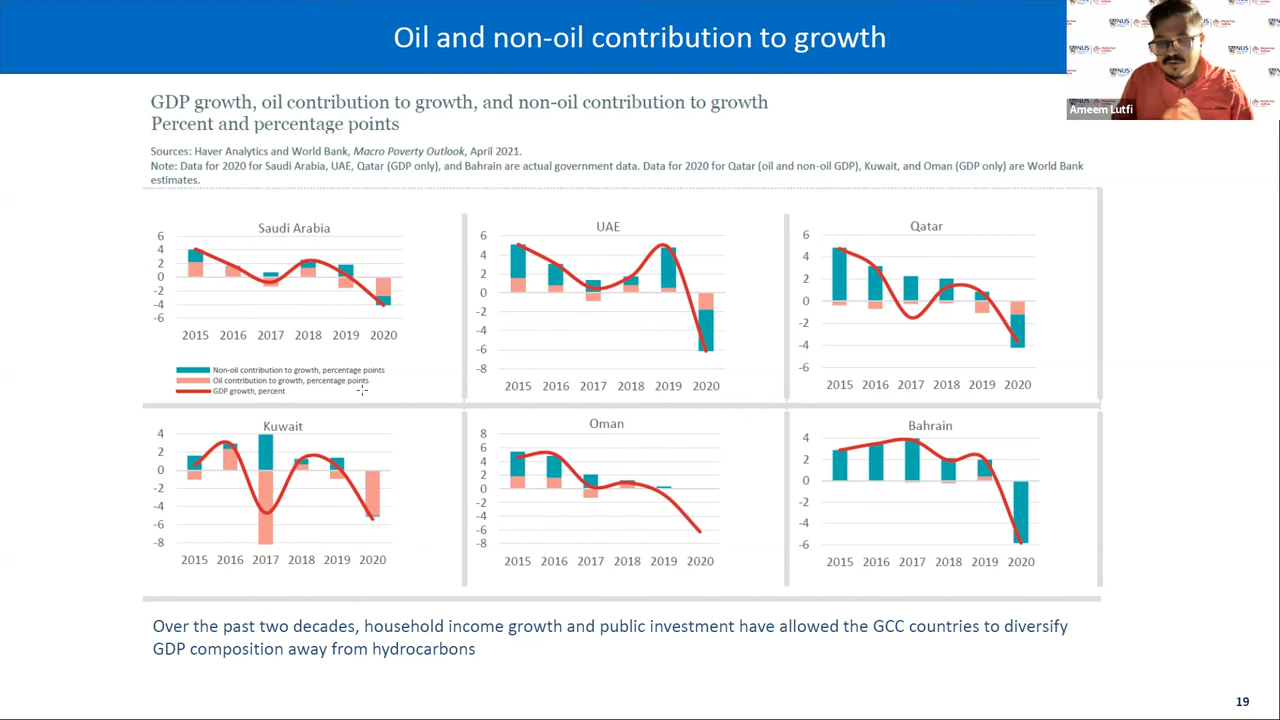 Oil and non oil contribution to growth
NUS
Ameem Lutfi
GDP growth, oil contribution to growth, and non-oil contribution to growth
Percent and percentage points
Sources: Haver Analytics and World Bank, Macro Poverty Outlook, April 2021.
Note: Data for 2020 for Saudi Arabia, UAE, Qatar (GDP only), and Bahrain are actual government data. Data for 2020 for Qatar (oil and non-oil GDP), Kuwait, and Oman (GDP only) are World Bank
estimates.
Saudi Arabia
6
4
2
0
-2
-4
-6
2015 2016 2017 2018 2019 2020
Non-oil contribution to growth, percentage points
Oil contribution to growth, percentage points
GDP growth, percent
UAE
6
4
2
0
-2
-4
-6
-8
2015 2016 2017 2018 2019 2020
Qatar
6
4
2
0
-2
-4
-6
2015 2016 2017 2018 2019 2020
Kuwait
4
2
0
-2
-4
-6
-8
2015 2016 2017 2018 2019 2020
Oman
8
6
4
2
0
-2
-4
-6
-8
2015 2016 2017 2018 2019 2020
Bahrain
4
2
0
-2
-4
-6
2015 2016 2017 2018 2019 2020
Over the past two decades, household income growth and public investment have allowed the GCC countries to diversify
GDP composition away from hydrocarbons
19